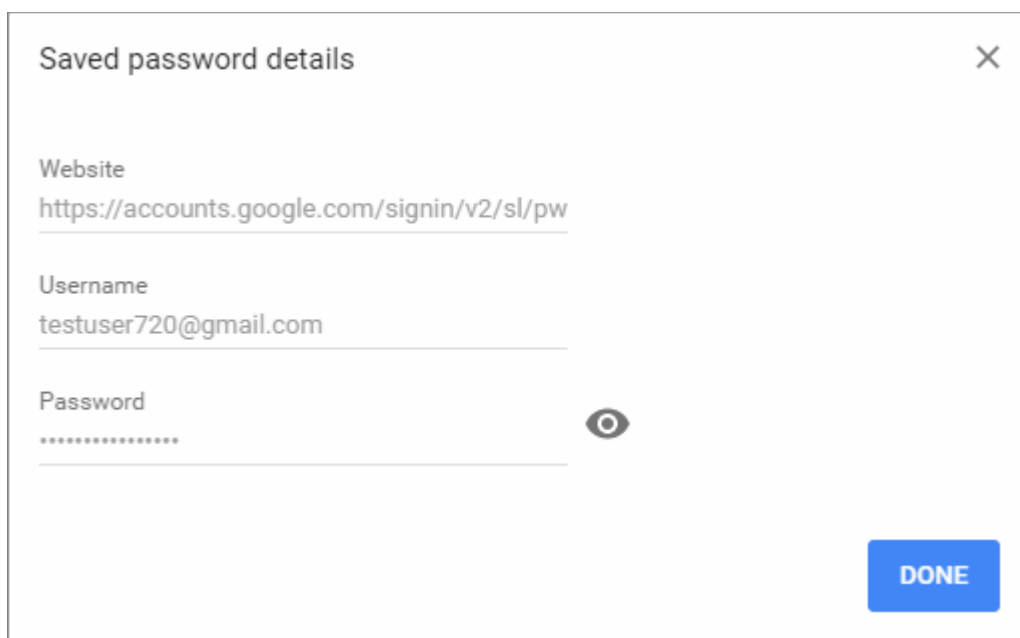 Saved password details
Website
https://accounts.google.com/signin/v2/sl/pw
Username
testuser720@gmail.com
Password
••••••••••••••••
DONE